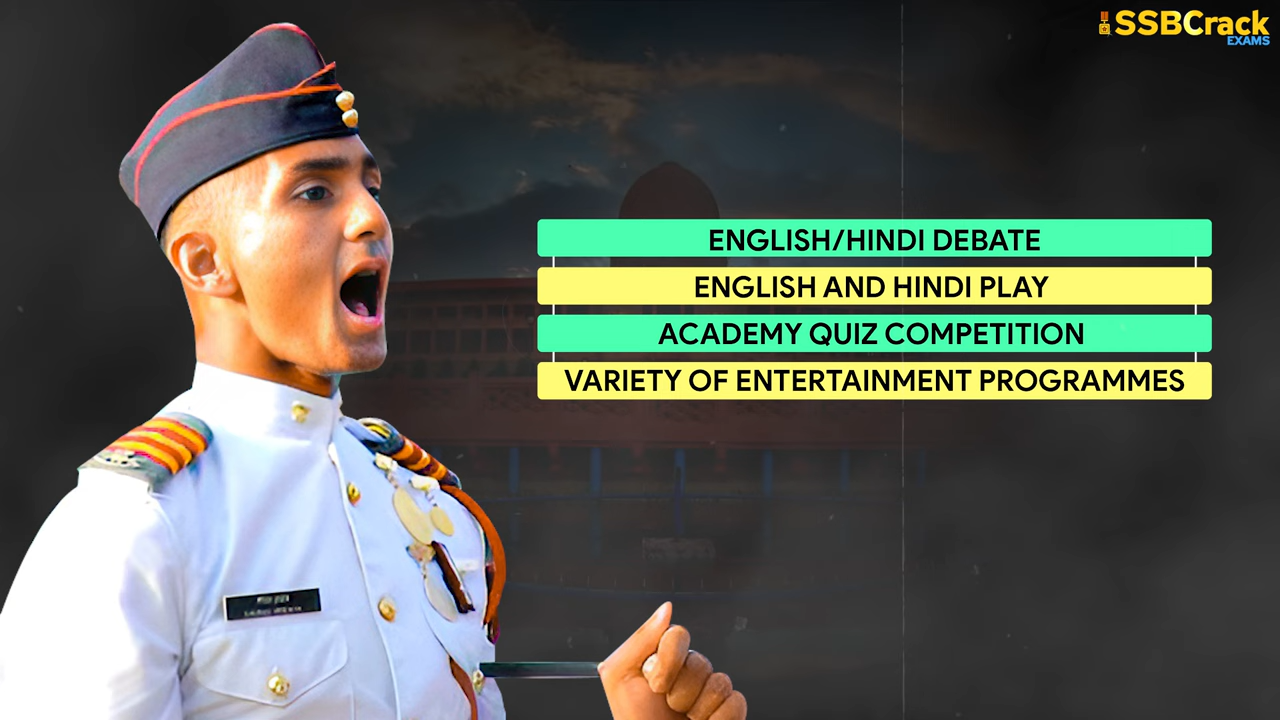 SSBCrack
EXAMS
ENGLISH/HINDI DEBATE
ENGLISH AND HINDI PLAY
ACADEMY QUIZ COMPETITION
VARIETY OF ENTERTAINMENT PROGRAMMES